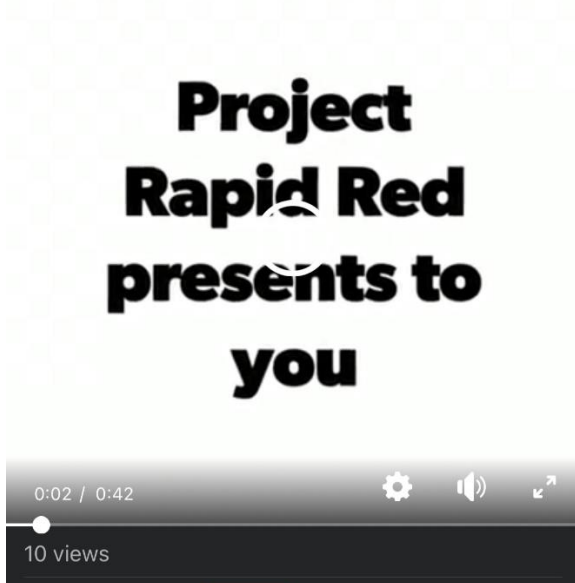 Project
Rapid Red
presents to
you
0:02 / 0:42
10 views